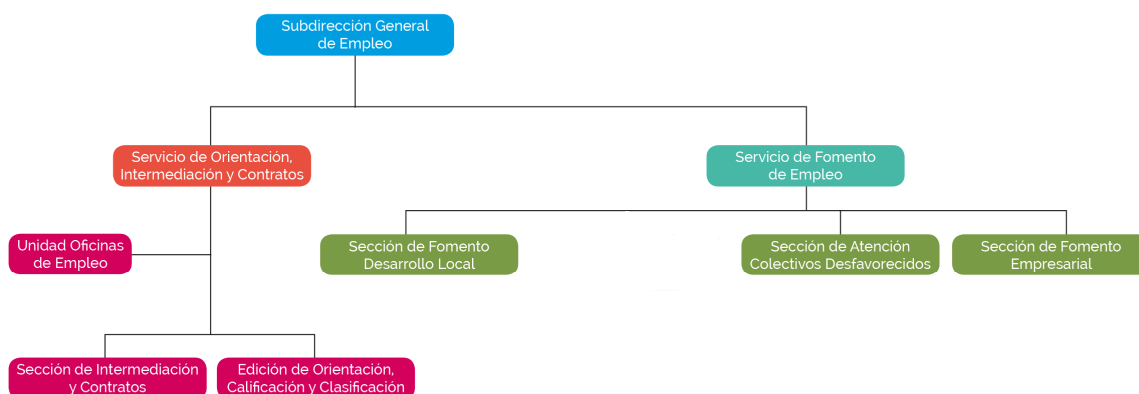 Subdirección General
de Empleo
Servicio de Orientación,
Intermediación y Contratos
Servicio de Fomento
de Empleo
Unidad Oficinas
de Empleo
Sección de Fomento
Desarrollo Local
Sección de Atención
Colectivos Desfavorecidos
Sección de Fomento
Empresarial
Sección de Intermediación
y Contratos
Edición de Orientación,
Calificación y Clasificación